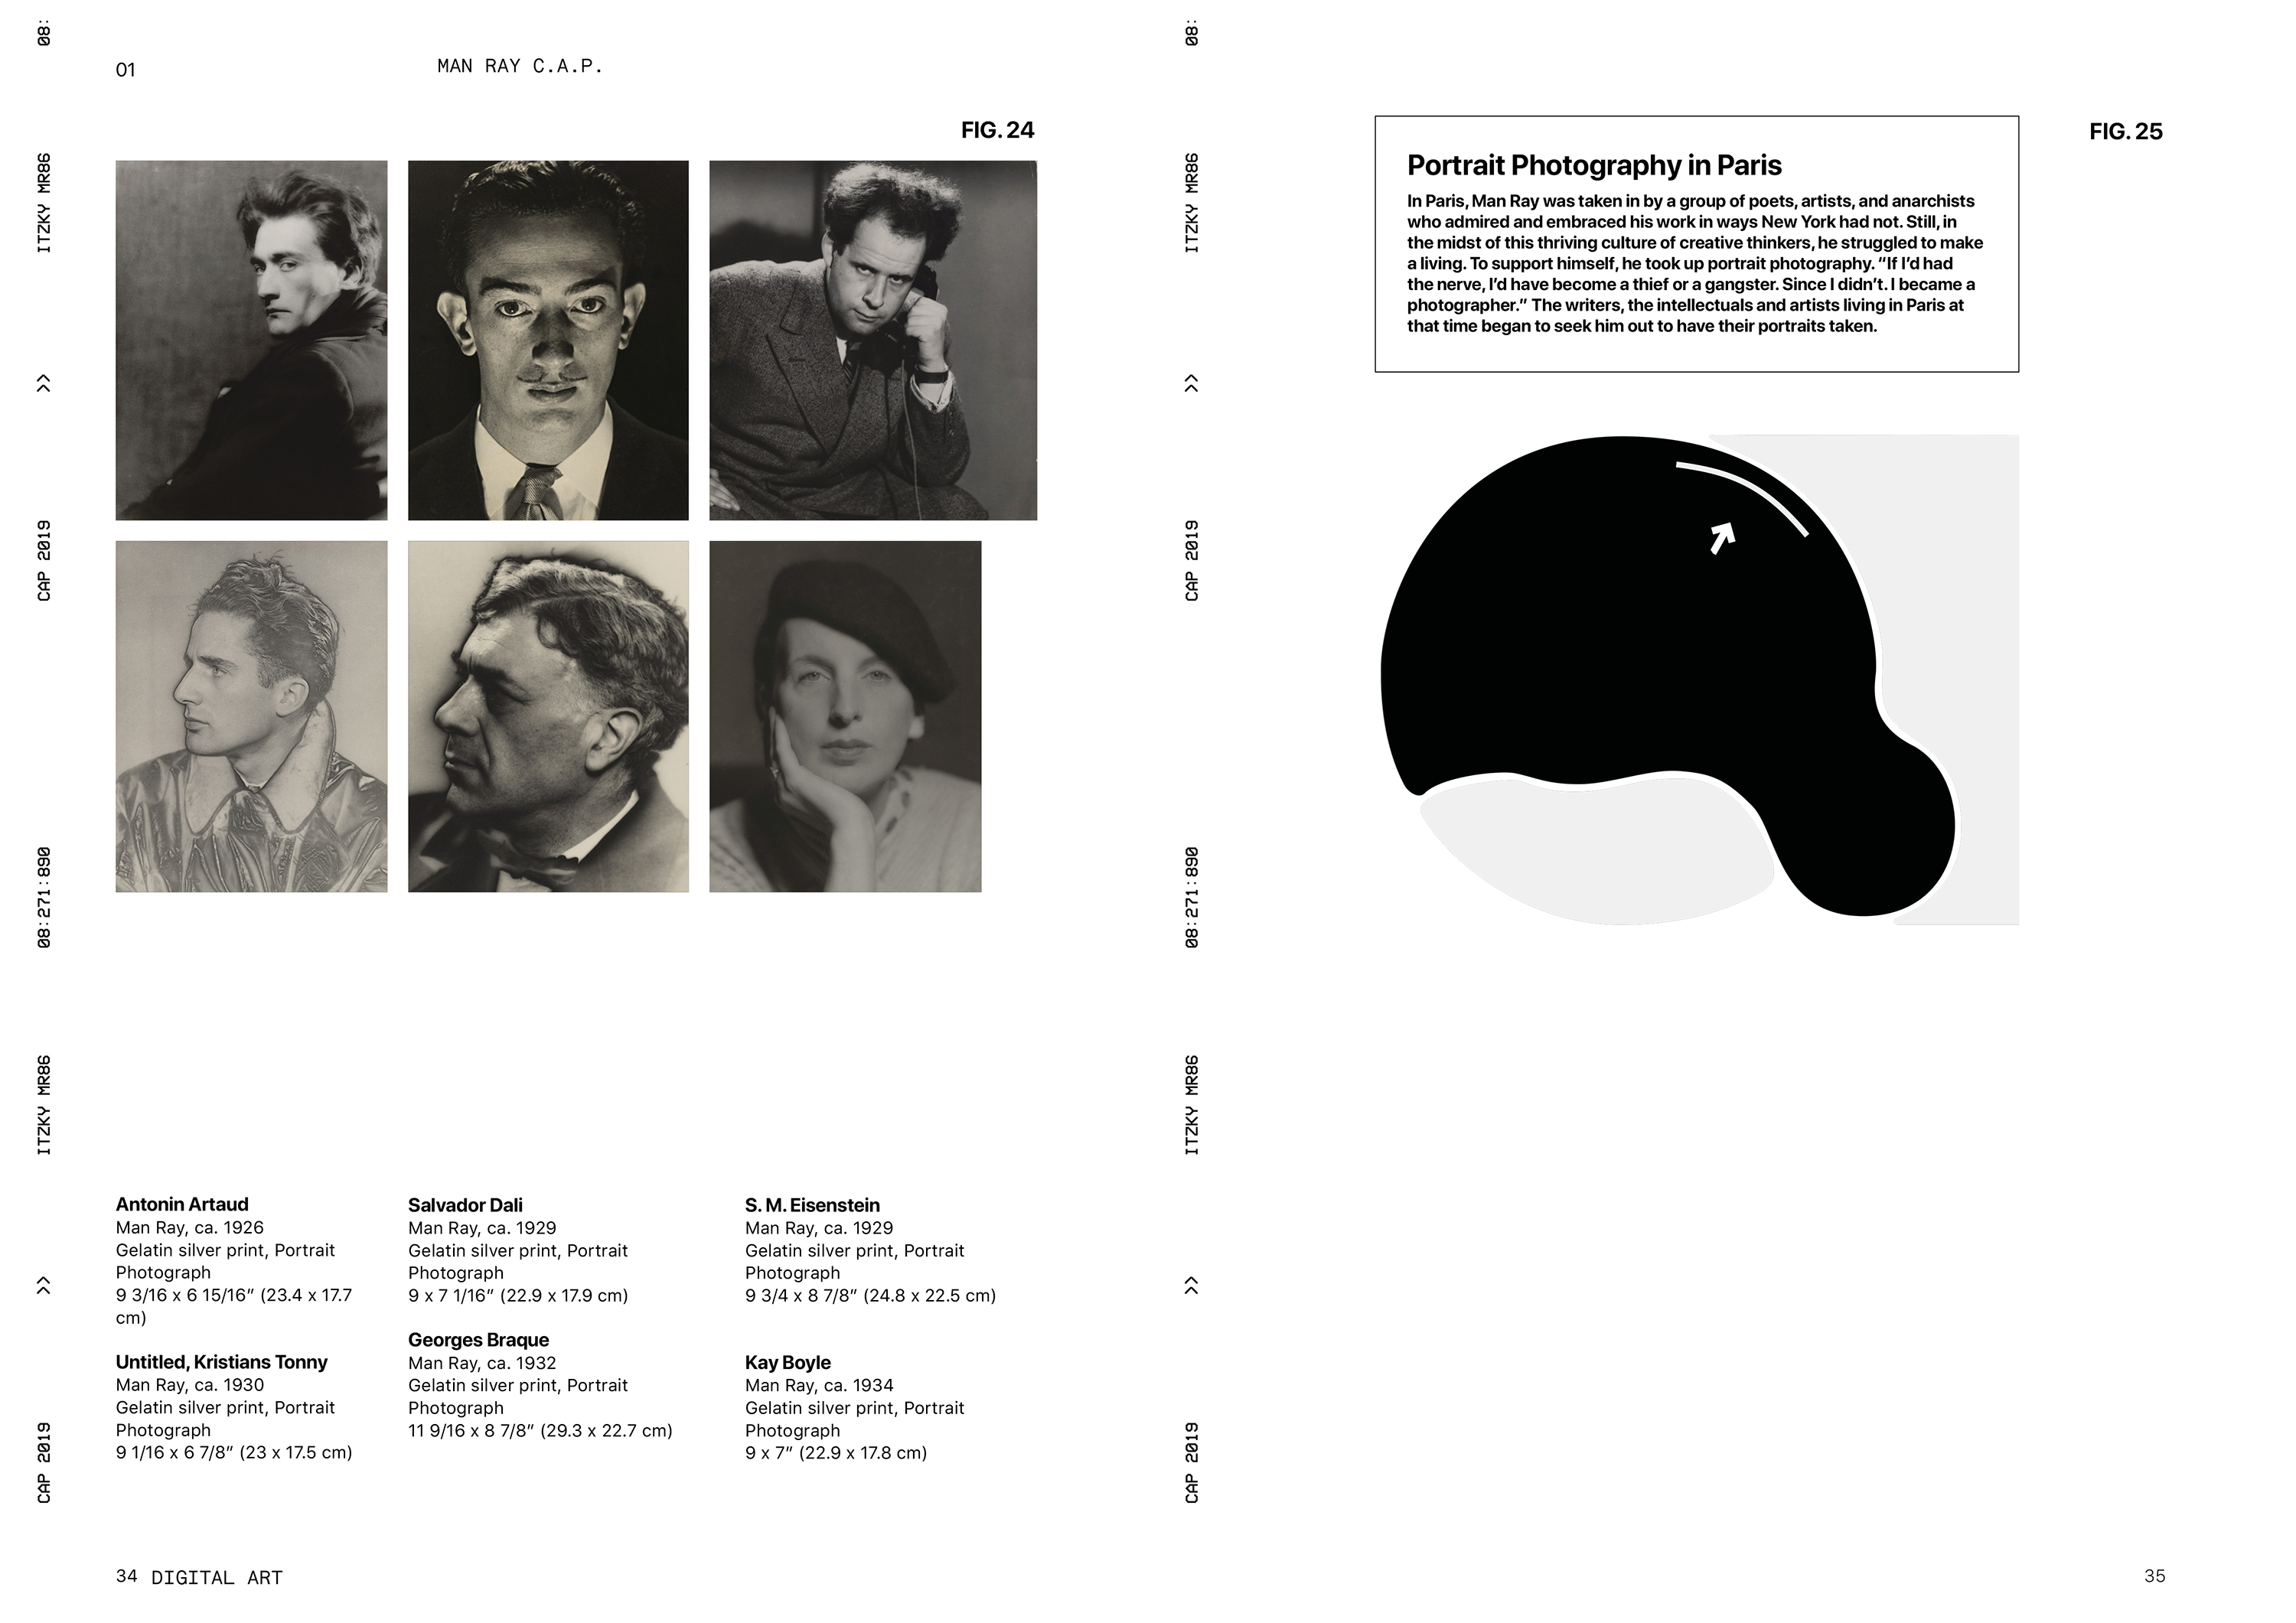 08:
ITZKY MR86
>>
CAP 2019
08:271:890
ITZKY MR86
>>
CAP 2019
01
MAN RAY C.A.P.
FIG. 24
Antonin Artaud
Man Ray, ca. 1926
Gelatin silver print, Portrait
Photograph
9 3/16 x 6 15/16” (23.4 x 17.7
cm)
Untitled, Kristians Tonny
Man Ray, ca. 1930
Gelatin silver print, Portrait
Photograph
9 1/16 x 6 7/8” (23 x 17.5 cm)
Salvador Dali
Man Ray, ca. 1929
Gelatin silver print, Portrait
Photograph
9 x 7 1/16” (22.9 x 17.9 cm)
Georges Braque
Man Ray, ca. 1932
Gelatin silver print, Portrait
Photograph
11 9/16 x 8 7/8” (29.3 x 22.7 cm)
S. M. Eisenstein
Man Ray, ca. 1929
Gelatin silver print, Portrait
Photograph
9 3/4 x 8 7/8” (24.8 x 22.5 cm)
Kay Boyle
Man Ray, ca. 1934
Gelatin silver print, Portrait
Photograph
9 x 7” (22.9 x 17.8 cm)
34 DIGITAL ART
08:
ITZKY MR86
>>
CAP 2019
08:271:890
ITZKY MR86
>>
CAP 2019
FIG. 25
Portrait Photography in Paris
In Paris, Man Ray was taken in by a group of poets, artists, and anarchists
who admired and embraced his work in ways New York had not. Still, in
the midst of this thriving culture of creative thinkers, he struggled to make
a living. To support himself, he took up portrait photography. “If I’d had
the nerve, I’d have become a thief or a gangster. Since I didn’t. I became a
photographer.” The writers, the intellectuals and artists living in Paris at
that time began to seek him out to have their portraits taken.
35